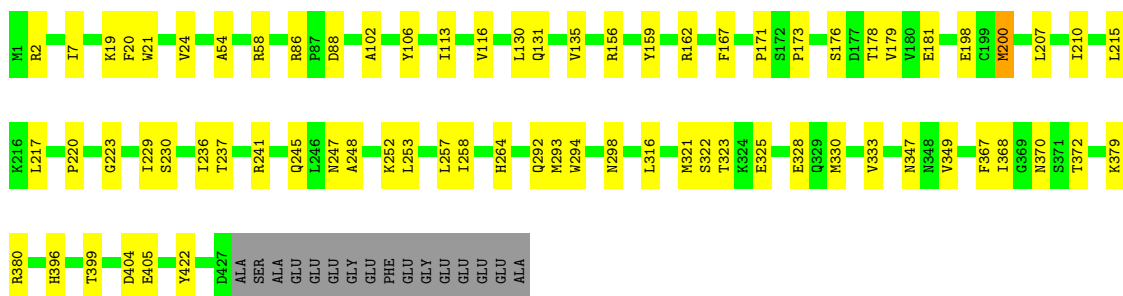 M1 R2 I7 K19 F20 W21 V24 A54 R58 R86 P87 D88 A102 Y106 I113 V116 L130 Q131 V135 R156 Y159 R162 F167 P171 S172 P173 S176 D177 T178 V179 V180 E181 E198 C199 M200 L207 I210 L215
K216 L217 P220 G223 I229 S230 I236 T237 R241 Q245 L246 N247 A248 K252 L253 L257 I258 H264 Q292 M293 W294 N298 L316 M321 S322 T323 K324 E325 E328 Q329 M330 V333 N347 N348 V349 F367 I368 G369 N370 S371 T372 K379
R380 H396 T399 D404 E405 Y422 D427 ALA SER ALA GLU GLU GLU GLY GLU PHE GLU GLY GLU GLU GLU GLU ALA